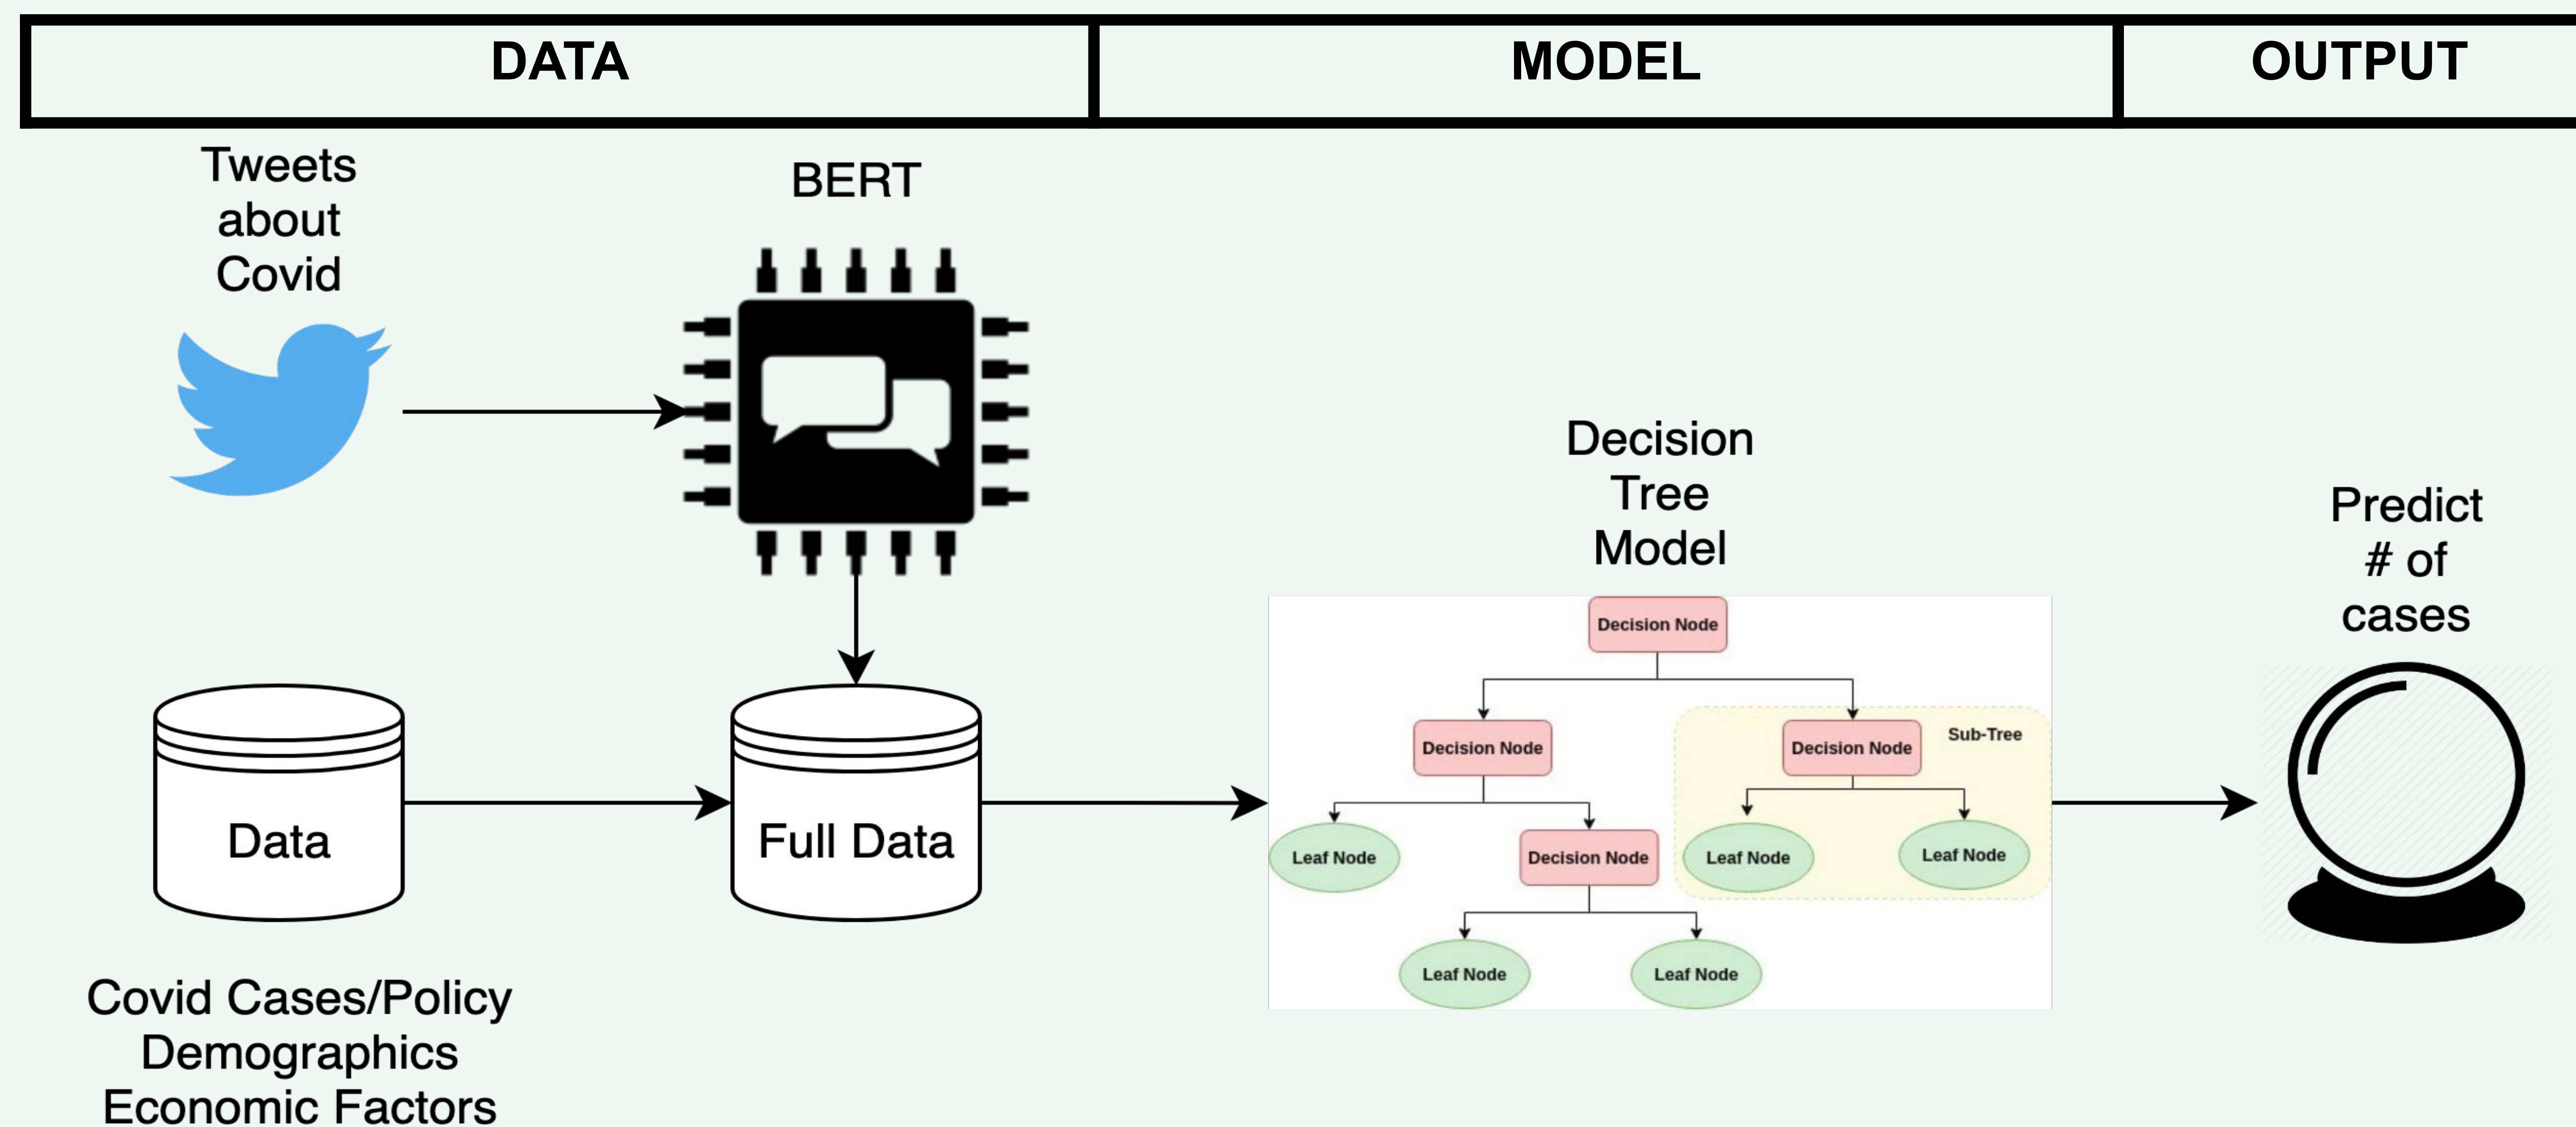 DATA
MODEL
OUTPUT
Tweets
about
Covid
BERT
Decision
Tree
Model
Predict
# of
cases
Decision Node
Decision Node
Decision Node
Sub-Tree
Leaf Node
Decision Node
Leaf Node
Leaf Node
Leaf Node
Leaf Node
Data
Full Data
Covid Cases/Policy
Demographics
Economic Factors